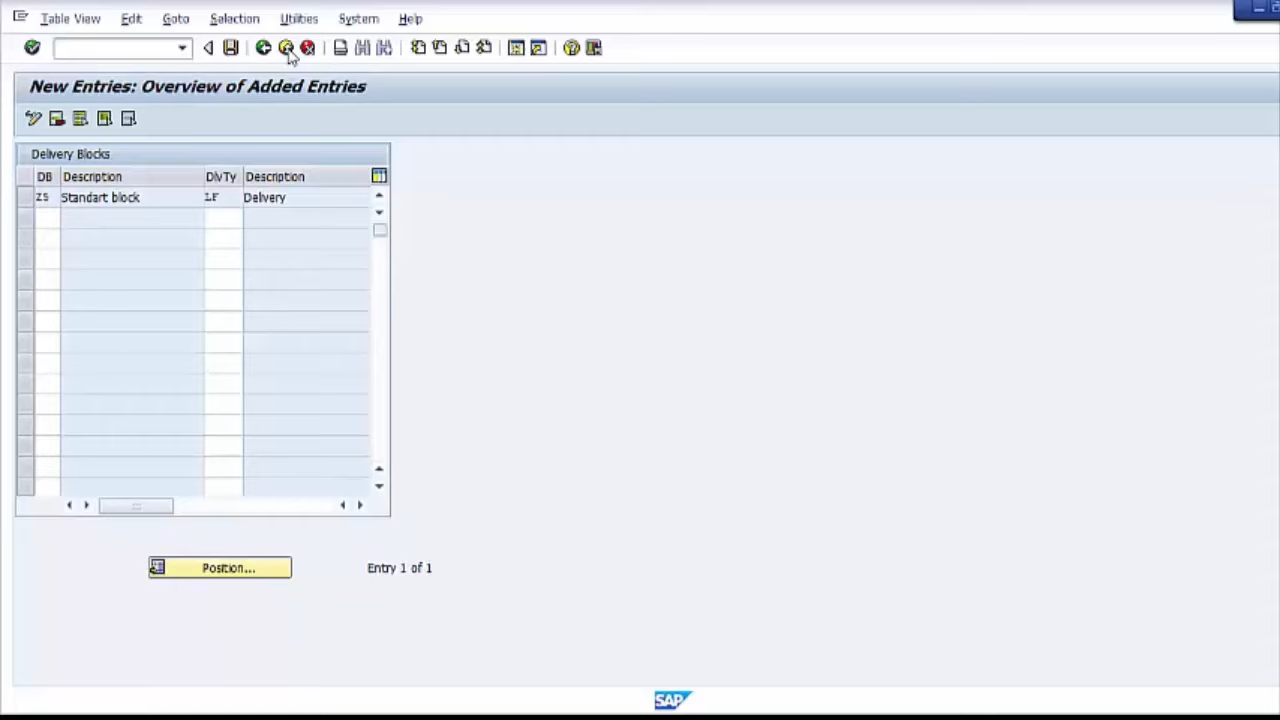 Table View Edit Goto Selection Utilities System Help
New Entries: Overview of Added Entries
Delivery Blocks
DB Description DlvTy Description
ZS Standart block LF Delivery
Position... Entry 1 of 1
SAP